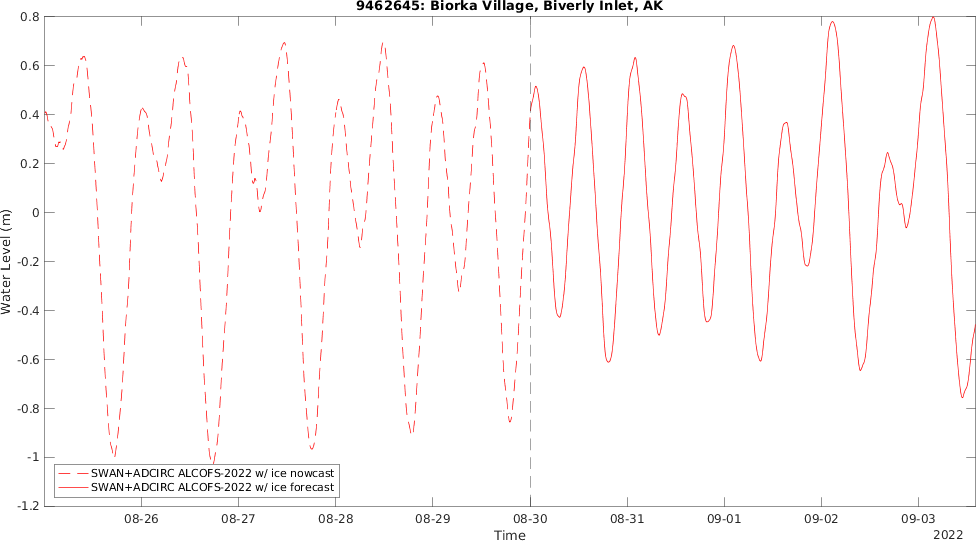 9462645: Biorka Village, Biverly Inlet, AK
Water Level (m)
0.8
0.6
0.4
0.2
0
-0.2
-0.4
-0.6
-0.8
-1
-1.2
SWAN+ADCIRC ALCOFS-2022 w/ ice nowcast
SWAN+ADCIRC ALCOFS-2022 w/ ice forecast
08-26 08-27 08-28 08-29 08-30 08-31 09-01 09-02 09-03
Time
2022